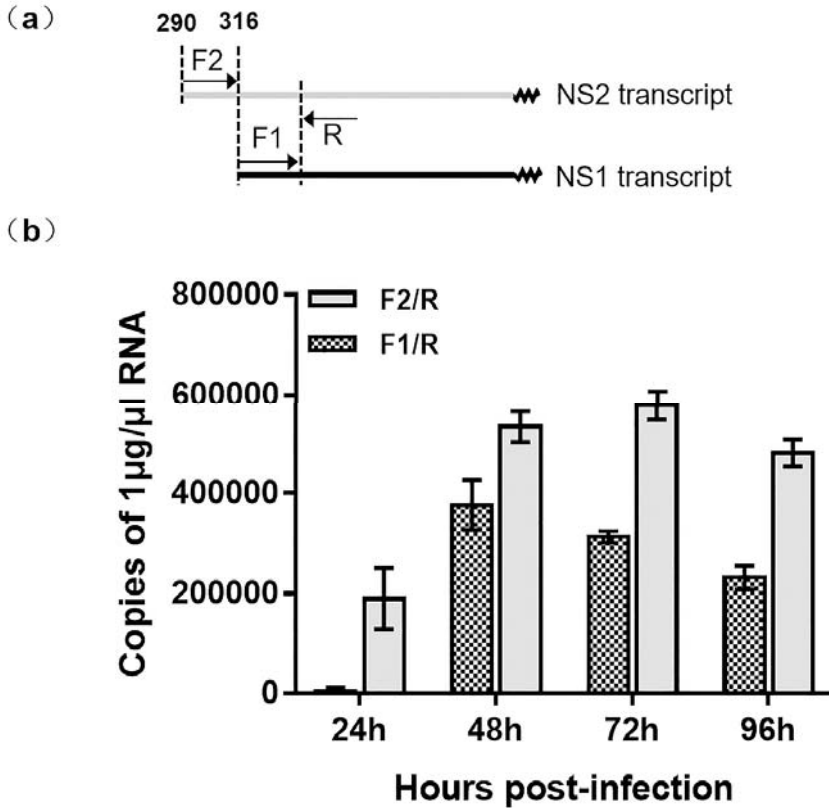 （a）
290 316
F2
NS2 transcript
F1 R
NS1 transcript
（b）
800000
600000
400000
200000
0
Copies of 1µg/µl RNA
F2/R
F1/R
24h 48h 72h 96h
Hours post-infection